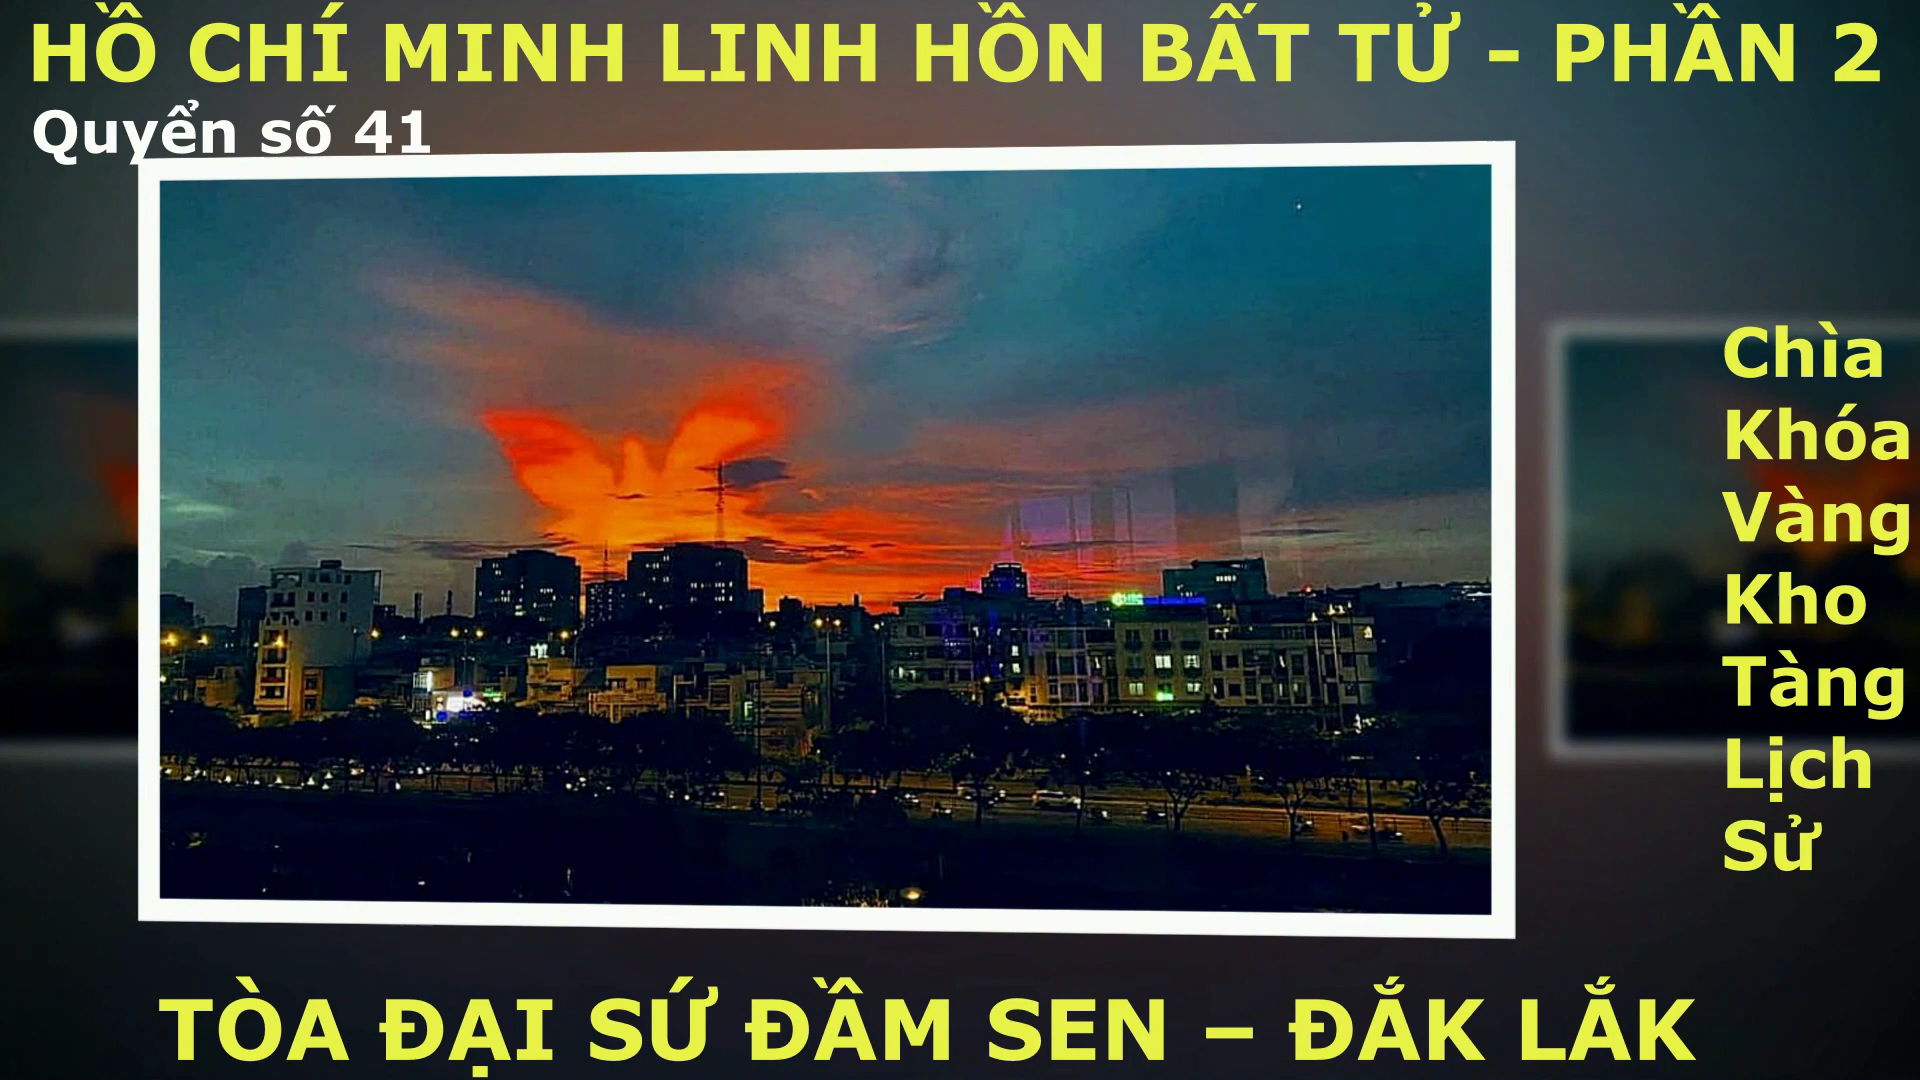 HỒ CHÍ MINH LINH HỒN BẤT TỬ - PHẦN 2
Quyển số 41
Chìa
Khóa
Vàng
Kho
Tàng
Lịch
Sử
TÒA ĐẠI SỨ ĐẦM SEN – ĐẮK LẮK